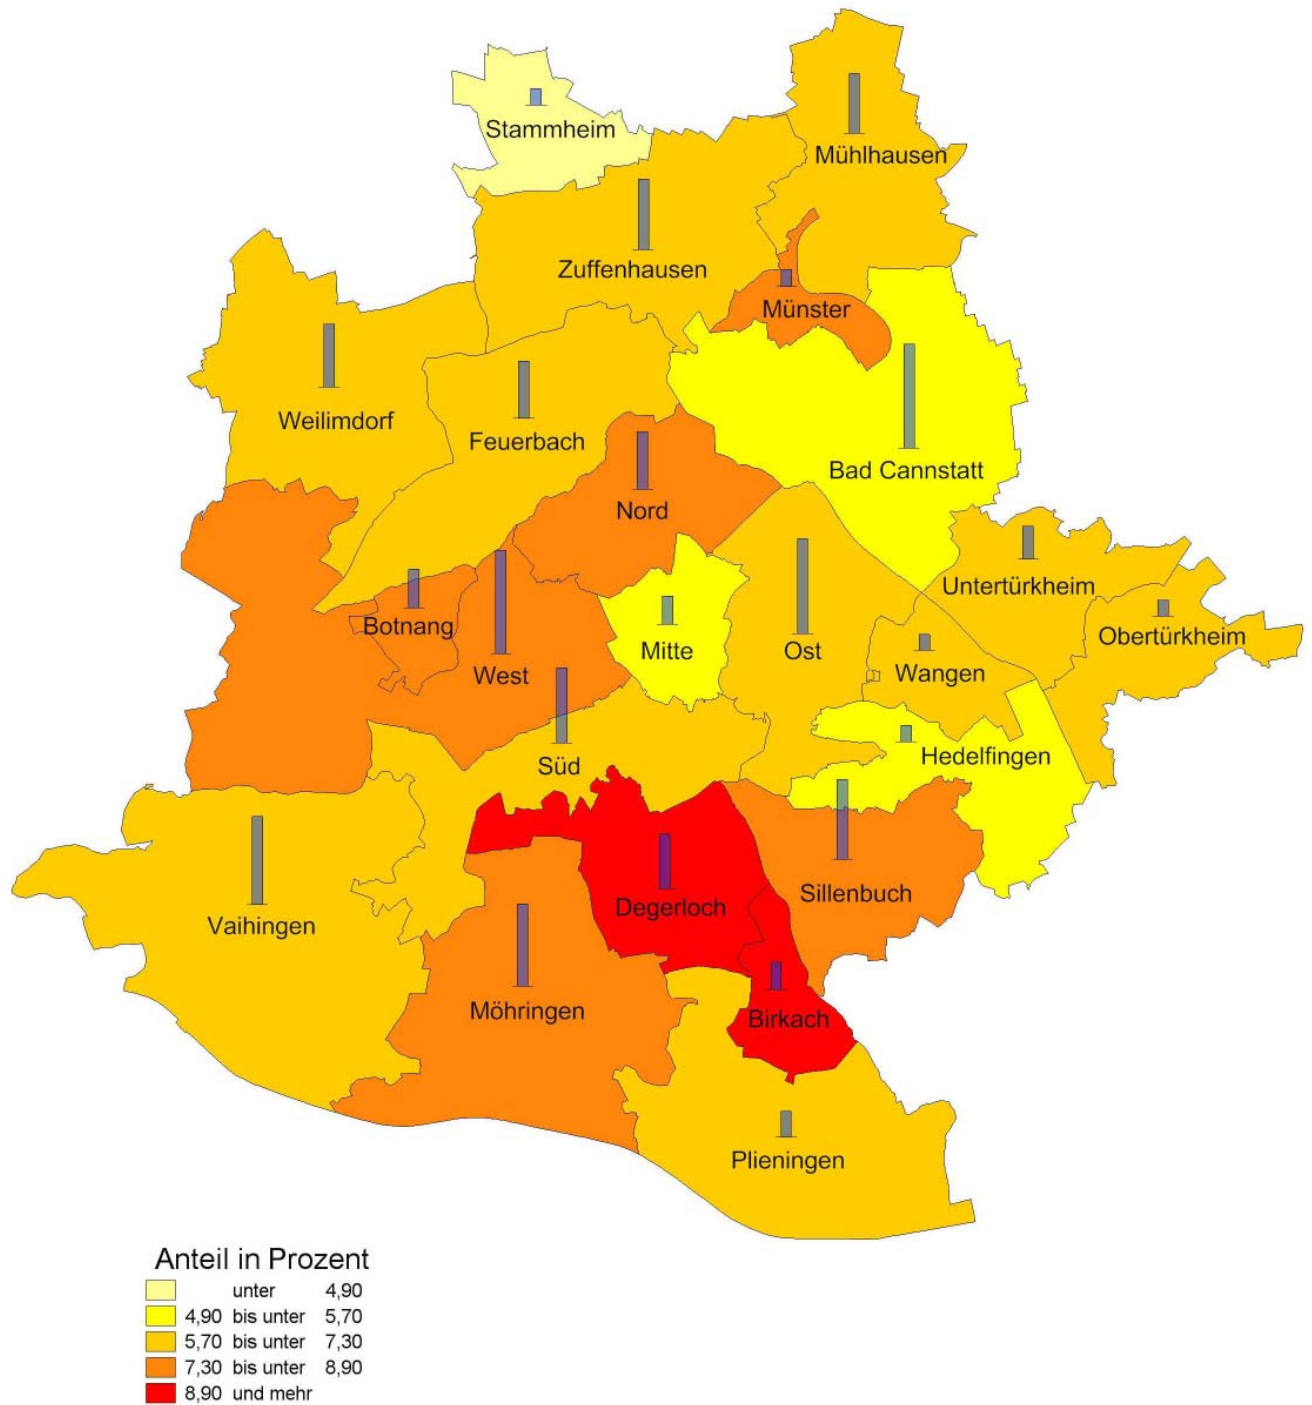 Stammheim
Mühlhausen
Zuffenhausen
Münster
Weilimdorf
Feuerbach
Bad Cannstatt
Nord
Untertürkheim
Botnang
Obertürkheim
Mitte
Ost
West
Wangen
Hedelfingen
Süd
Sillenbuch
Degerloch
Vaihingen
Möhringen
Birkach
Plieningen
Anteil in Prozent
unter 4,90
4,90 bis unter 5,70
5,70 bis unter 7,30
7,30 bis unter 8,90
8,90 und mehr